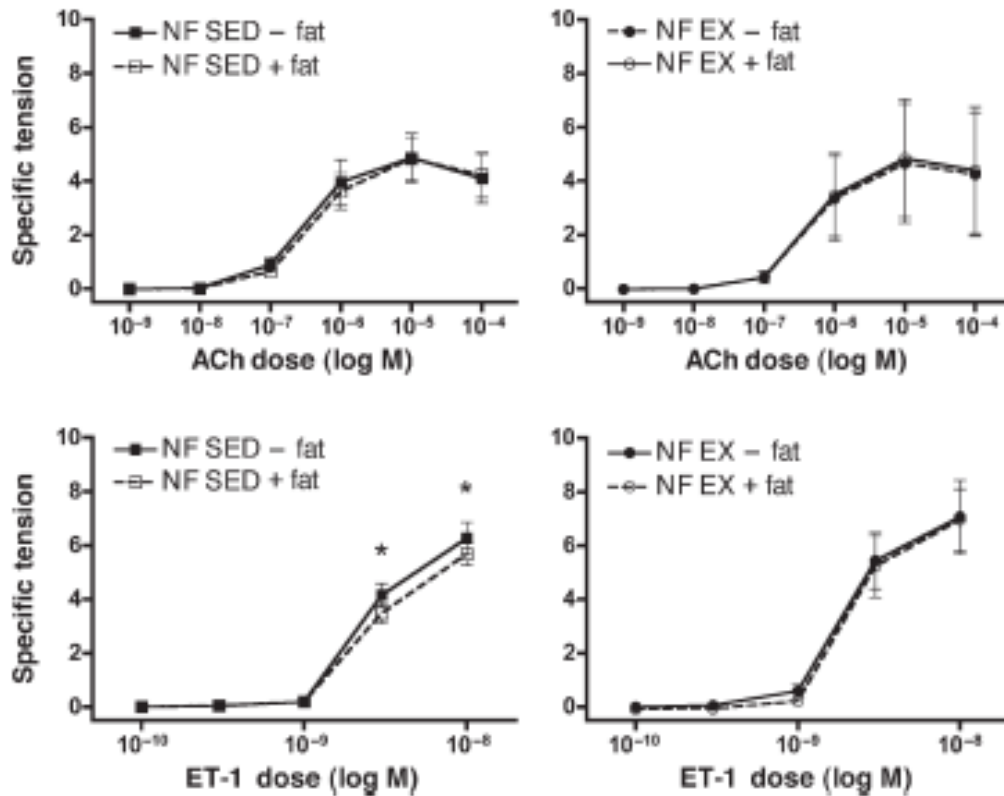 NF SED – fat
NF SED + fat
Specific tension
10
8
6
4
2
0
10⁻⁹ 10⁻⁸ 10⁻⁷ 10⁻⁶ 10⁻⁵ 10⁻⁴
ACh dose (log M)
NF EX – fat
NF EX + fat
10
8
6
4
2
0
10⁻⁹ 10⁻⁸ 10⁻⁷ 10⁻⁶ 10⁻⁵ 10⁻⁴
ACh dose (log M)
NF SED – fat
NF SED + fat
*
*
Specific tension
10
8
6
4
2
0
10⁻¹⁰ 10⁻⁹ 10⁻⁸
ET-1 dose (log M)
NF EX – fat
NF EX + fat
10
8
6
4
2
0
10⁻¹⁰ 10⁻⁹ 10⁻⁸
ET-1 dose (log M)